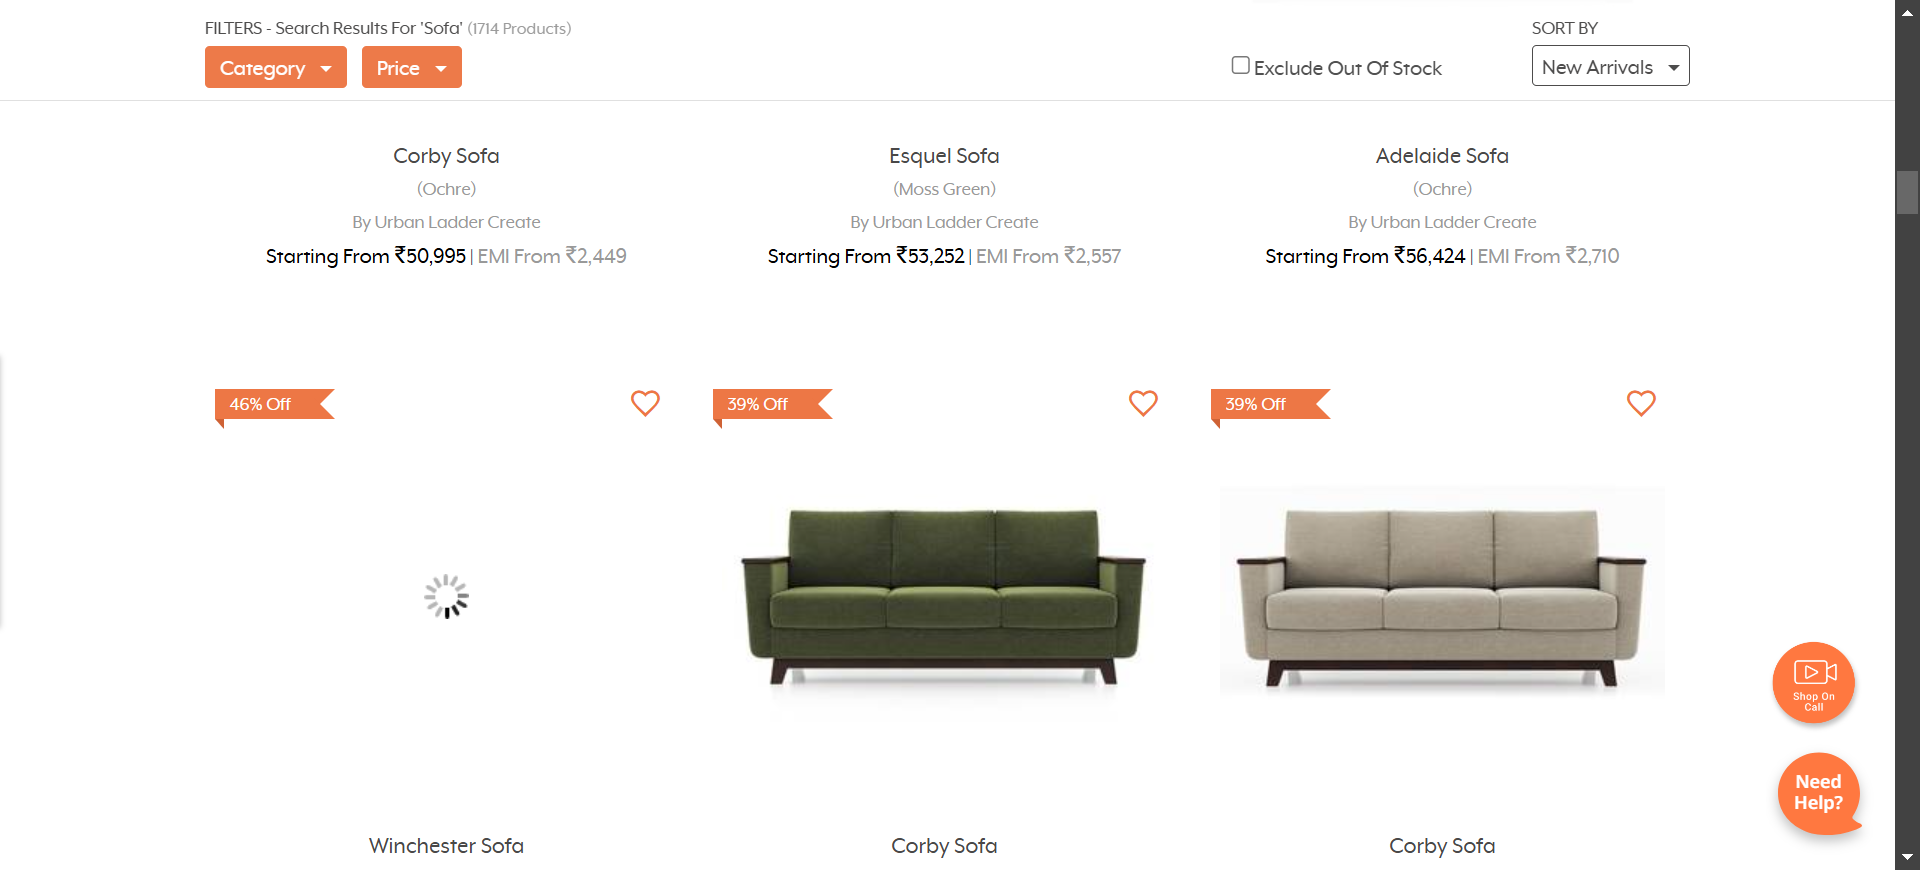 FILTERS - Search Results For 'Sofa' (1714 Products)
SORT BY
Category
Price
Exclude Out Of Stock
New Arrivals
Corby Sofa
(Ochre)
By Urban Ladder Create
Starting From ₹50,995 | EMI From ₹2,449
Esquel Sofa
(Moss Green)
By Urban Ladder Create
Starting From ₹53,252 | EMI From ₹2,557
Adelaide Sofa
(Ochre)
By Urban Ladder Create
Starting From ₹56,424 | EMI From ₹2,710
46% Off
39% Off
39% Off
Shop On
Call
Need
Help?
Winchester Sofa
Corby Sofa
Corby Sofa